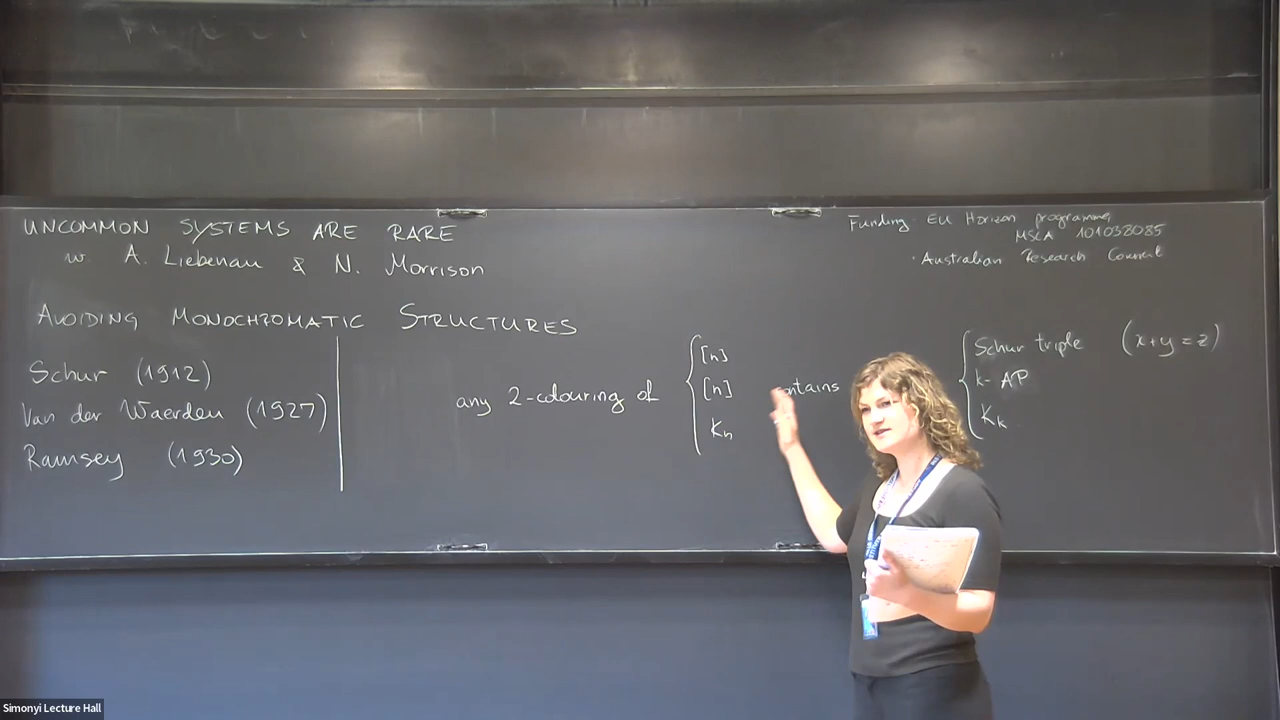 UNCOMMON SYSTEMS ARE RARE
w. A. Liebenau & N. Morrison
Funding · EU Horizon programme,
MSCA 101038085
· Australian Research Council
AVOIDING MONOCHROMATIC STRUCTURES
Schur (1912)
Van der Waerden (1927)
Ramsey (1930)
any 2-colouring of
[n]
[n]
Kn
contains
Schur triple (x+y=z)
k-AP
Kk
Simonyi Lecture Hall